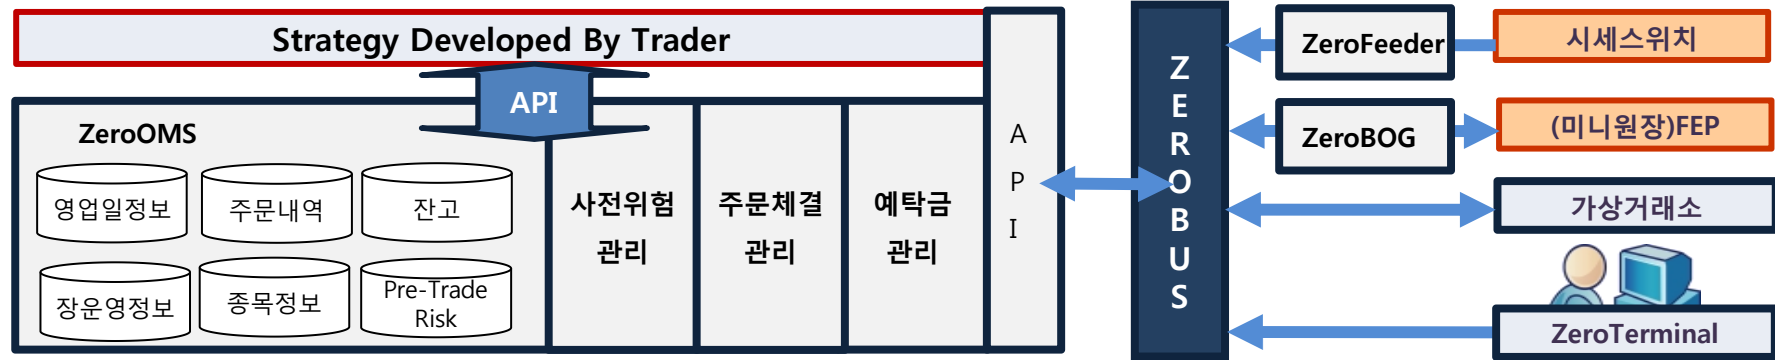 Strategy Developed By Trader
API
ZeroOMS
영업일정보
주문내역
잔고
장운영정보
종목정보
Pre-Trade
Risk
사전위험
관리
주문체결
관리
예탁금
관리
A
P
I
Z
E
R
O
B
U
S
ZeroFeeder
시세스위치
ZeroBOG
(미니원장)FEP
가상거래소
ZeroTerminal